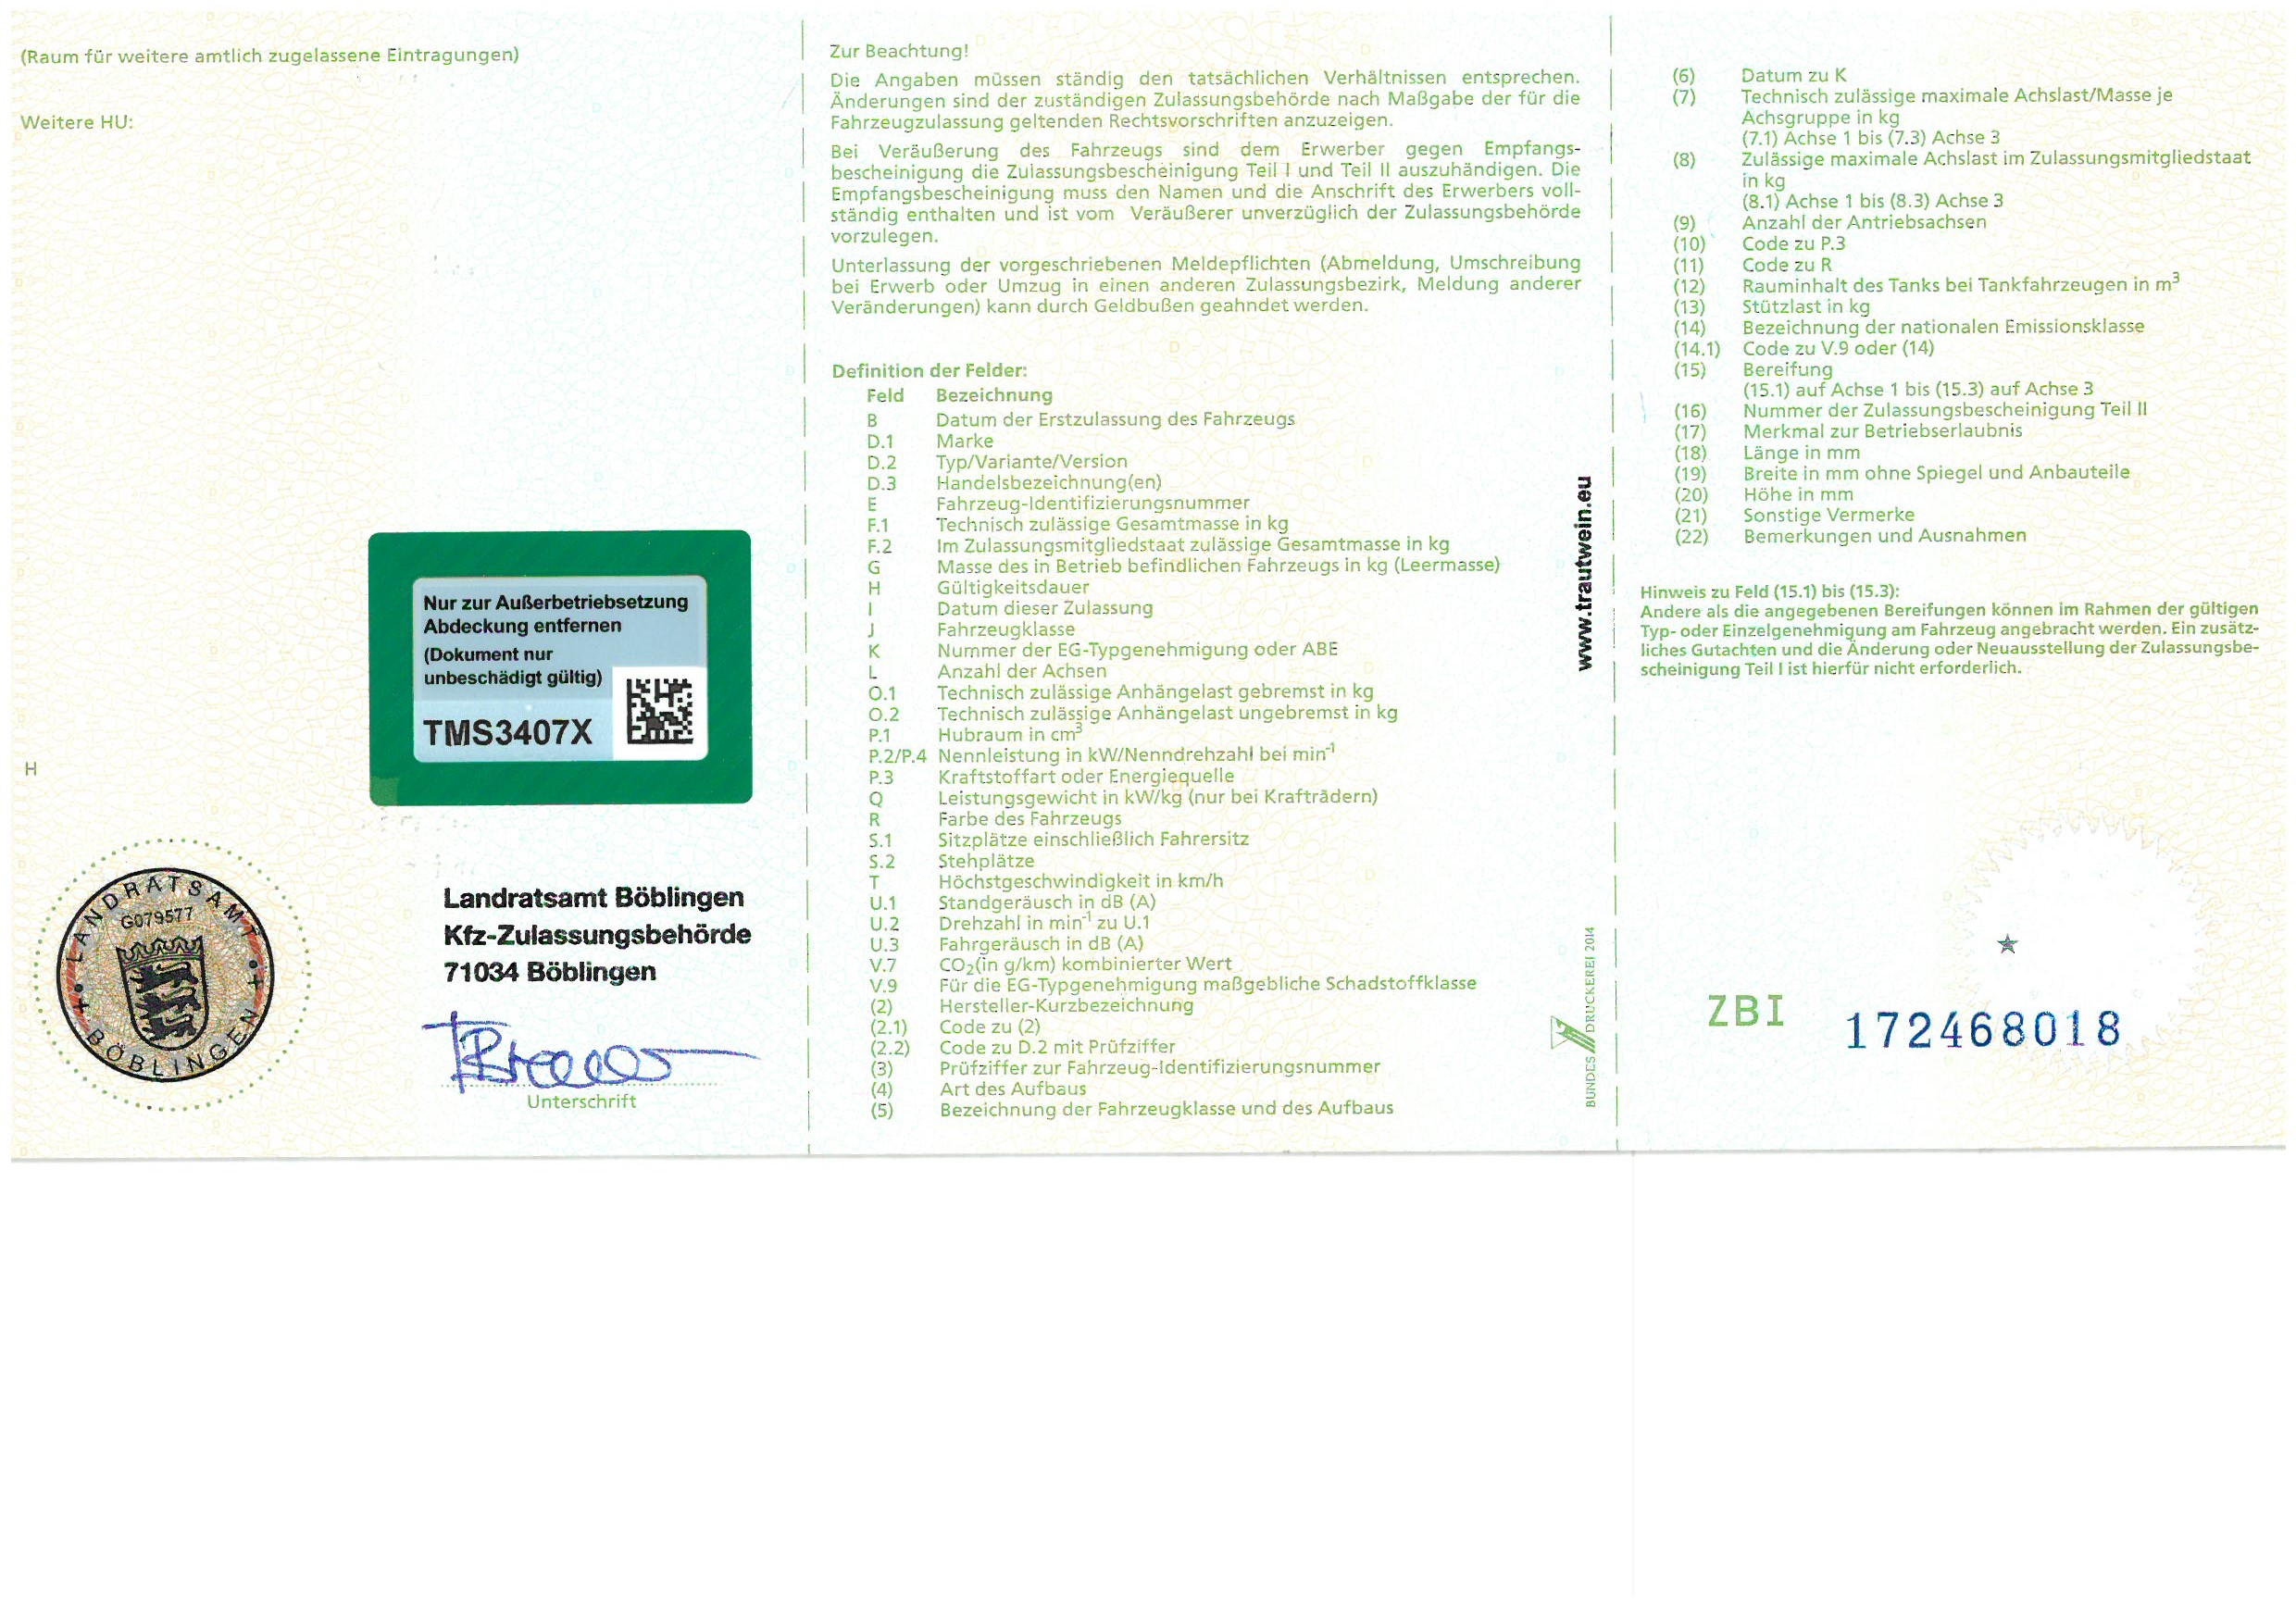 (Raum für weitere amtlich zugelassene Eintragungen)
Weitere HU:
Nur zur Außerbetriebsetzung
Abdeckung entfernen
(Dokument nur
unbeschädigt gültig)
TMS3407X
H
LANDRATSAMT
G079577
BÖBLINGEN
Landratsamt Böblingen
Kfz-Zulassungsbehörde
71034 Böblingen
Unterschrift
Zur Beachtung!
Die Angaben müssen ständig den tatsächlichen Verhältnissen entsprechen.
Änderungen sind der zuständigen Zulassungsbehörde nach Maßgabe der für die
Fahrzeugzulassung geltenden Rechtsvorschriften anzuzeigen.
Bei Veräußerung des Fahrzeugs sind dem Erwerber gegen Empfangs-
bescheinigung die Zulassungsbescheinigung Teil I und Teil II auszuhändigen. Die
Empfangsbescheinigung muss den Namen und die Anschrift des Erwerbers voll-
ständig enthalten und ist vom Veräußerer unverzüglich der Zulassungsbehörde
vorzulegen.
Unterlassung der vorgeschriebenen Meldepflichten (Abmeldung, Umschreibung
bei Erwerb oder Umzug in einen anderen Zulassungsbezirk, Meldung anderer
Veränderungen) kann durch Geldbußen geahndet werden.
Definition der Felder:
Feld Bezeichnung
B Datum der Erstzulassung des Fahrzeugs
D.1 Marke
D.2 Typ/Variante/Version
D.3 Handelsbezeichnung(en)
E Fahrzeug-Identifizierungsnummer
F.1 Technisch zulässige Gesamtmasse in kg
F.2 Im Zulassungsmitgliedstaat zulässige Gesamtmasse in kg
G Masse des in Betrieb befindlichen Fahrzeugs in kg (Leermasse)
H Gültigkeitsdauer
I Datum dieser Zulassung
J Fahrzeugklasse
K Nummer der EG-Typgenehmigung oder ABE
L Anzahl der Achsen
O.1 Technisch zulässige Anhängelast gebremst in kg
O.2 Technisch zulässige Anhängelast ungebremst in kg
P.1 Hubraum in cm³
P.2/P.4 Nennleistung in kW/Nenndrehzahl bei min⁻¹
P.3 Kraftstoffart oder Energiequelle
Q Leistungsgewicht in kW/kg (nur bei Krafträdern)
R Farbe des Fahrzeugs
S.1 Sitzplätze einschließlich Fahrersitz
S.2 Stehplätze
T Höchstgeschwindigkeit in km/h
U.1 Standgeräusch in dB (A)
U.2 Drehzahl in min⁻¹ zu U.1
U.3 Fahrgeräusch in dB (A)
V.7 CO₂(in g/km) kombinierter Wert
V.9 Für die EG-Typgenehmigung maßgebliche Schadstoffklasse
(2) Hersteller-Kurzbezeichnung
(2.1) Code zu (2)
(2.2) Code zu D.2 mit Prüfziffer
(3) Prüfziffer zur Fahrzeug-Identifizierungsnummer
(4) Art des Aufbaus
(5) Bezeichnung der Fahrzeugklasse und des Aufbaus
www.trautwein.eu
BUNDESDRUCKEREI 2014
(6) Datum zu K
(7) Technisch zulässige maximale Achslast/Masse je
Achsgruppe in kg
(7.1) Achse 1 bis (7.3) Achse 3
(8) Zulässige maximale Achslast im Zulassungsmitgliedstaat
in kg
(8.1) Achse 1 bis (8.3) Achse 3
(9) Anzahl der Antriebsachsen
(10) Code zu P.3
(11) Code zu R
(12) Rauminhalt des Tanks bei Tankfahrzeugen in m³
(13) Stützlast in kg
(14) Bezeichnung der nationalen Emissionsklasse
(14.1) Code zu V.9 oder (14)
(15) Bereifung
(15.1) auf Achse 1 bis (15.3) auf Achse 3
(16) Nummer der Zulassungsbescheinigung Teil II
(17) Merkmal zur Betriebserlaubnis
(18) Länge in mm
(19) Breite in mm ohne Spiegel und Anbauteile
(20) Höhe in mm
(21) Sonstige Vermerke
(22) Bemerkungen und Ausnahmen
Hinweis zu Feld (15.1) bis (15.3):
Andere als die angegebenen Bereifungen können im Rahmen der gültigen
Typ- oder Einzelgenehmigung am Fahrzeug angebracht werden. Ein zusätz-
liches Gutachten und die Änderung oder Neuausstellung der Zulassungsbe-
scheinigung Teil I ist hierfür nicht erforderlich.
ZBI 172468018